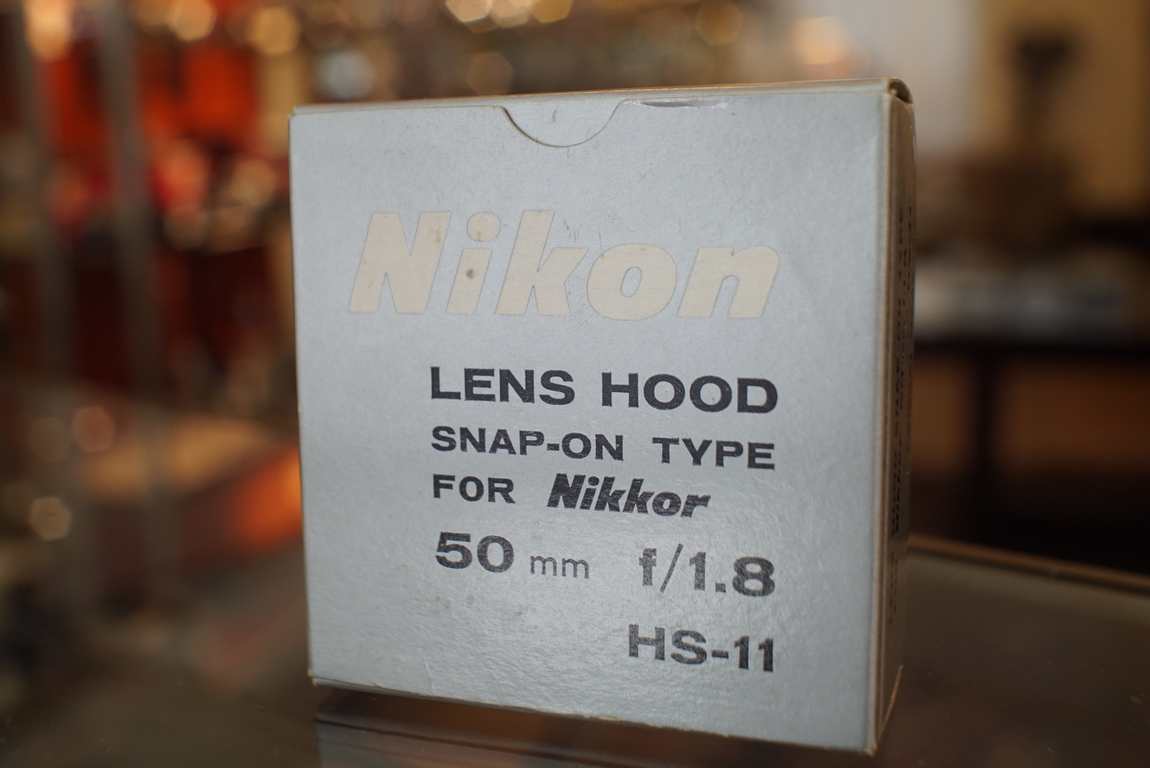 Nikon
LENS HOOD
SNAP-ON TYPE
FOR Nikkor
50 mm f/1.8
HS-11